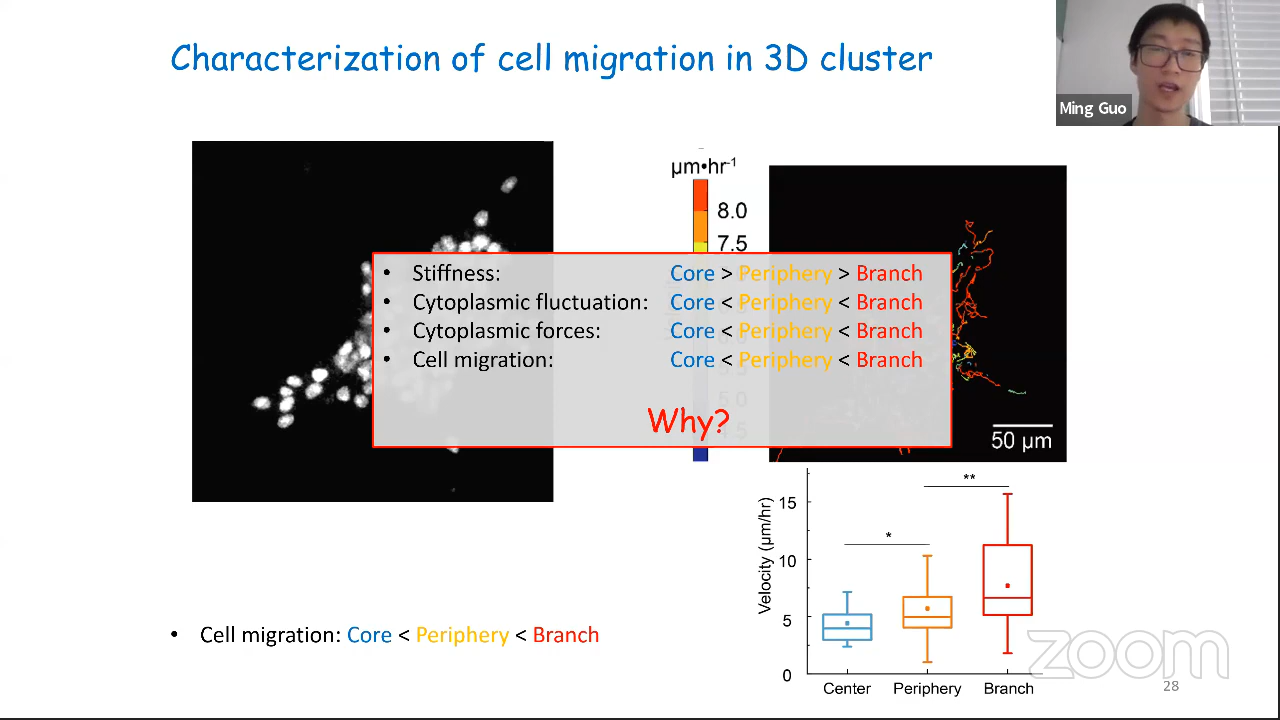 Characterization of cell migration in 3D cluster
Ming Guo
µm•hr-1
8.0
7.5
• Stiffness: Core > Periphery > Branch
• Cytoplasmic fluctuation: Core < Periphery < Branch
• Cytoplasmic forces: Core < Periphery < Branch
• Cell migration: Core < Periphery < Branch
Why?
50 µm
**
*
Velocity (µm/hr)
15
10
5
0
Center Periphery Branch
• Cell migration: Core < Periphery < Branch
zoom
28